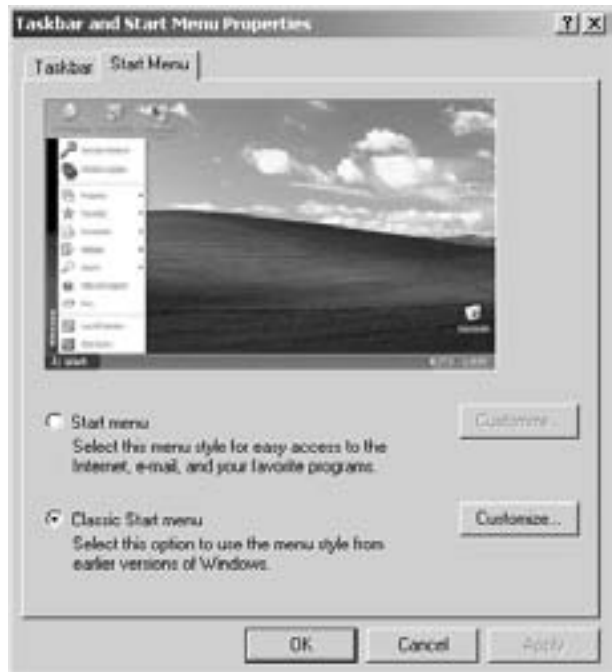 Taskbar and Start Menu Properties
Taskbar Start Menu
Start menu
Customize...
Select this menu style for easy access to the
Internet, e-mail, and your favorite programs.
Classic Start menu
Customize...
Select this option to use the menu style from
earlier versions of Windows.
OK Cancel Apply